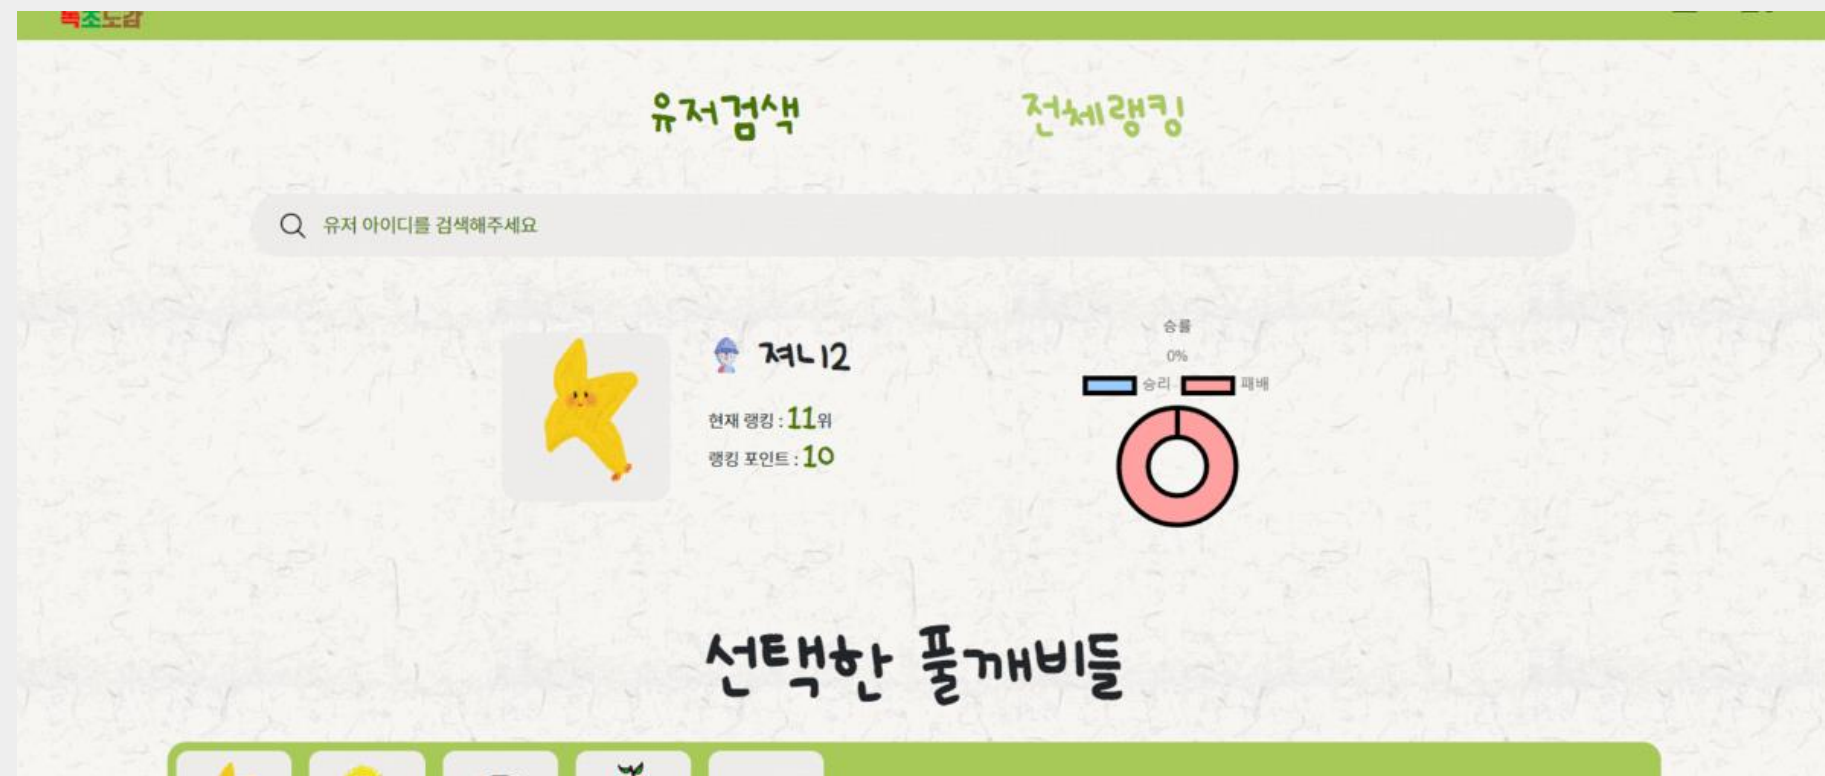 유저검색 전체랭킹
유저 아이디를 검색해주세요
져니2
현재 랭킹 : 11위
랭킹 포인트 : 10
승률
0%
승리 패배
선택한 풀깨비들